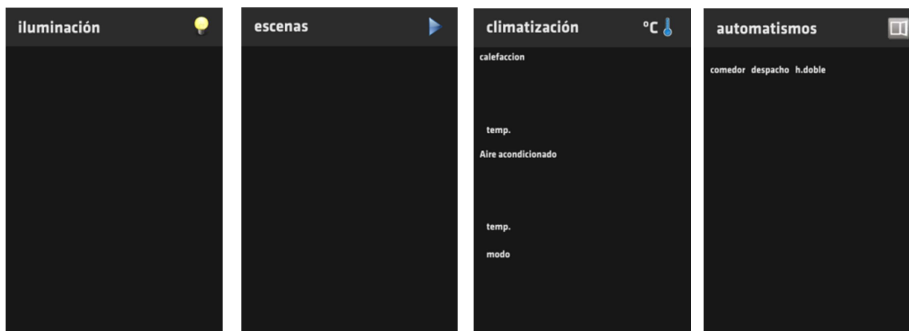 iluminación
escenas
climatización °C
calefaccion
temp.
Aire acondicionado
temp.
modo
automatismos
comedor despacho h.doble